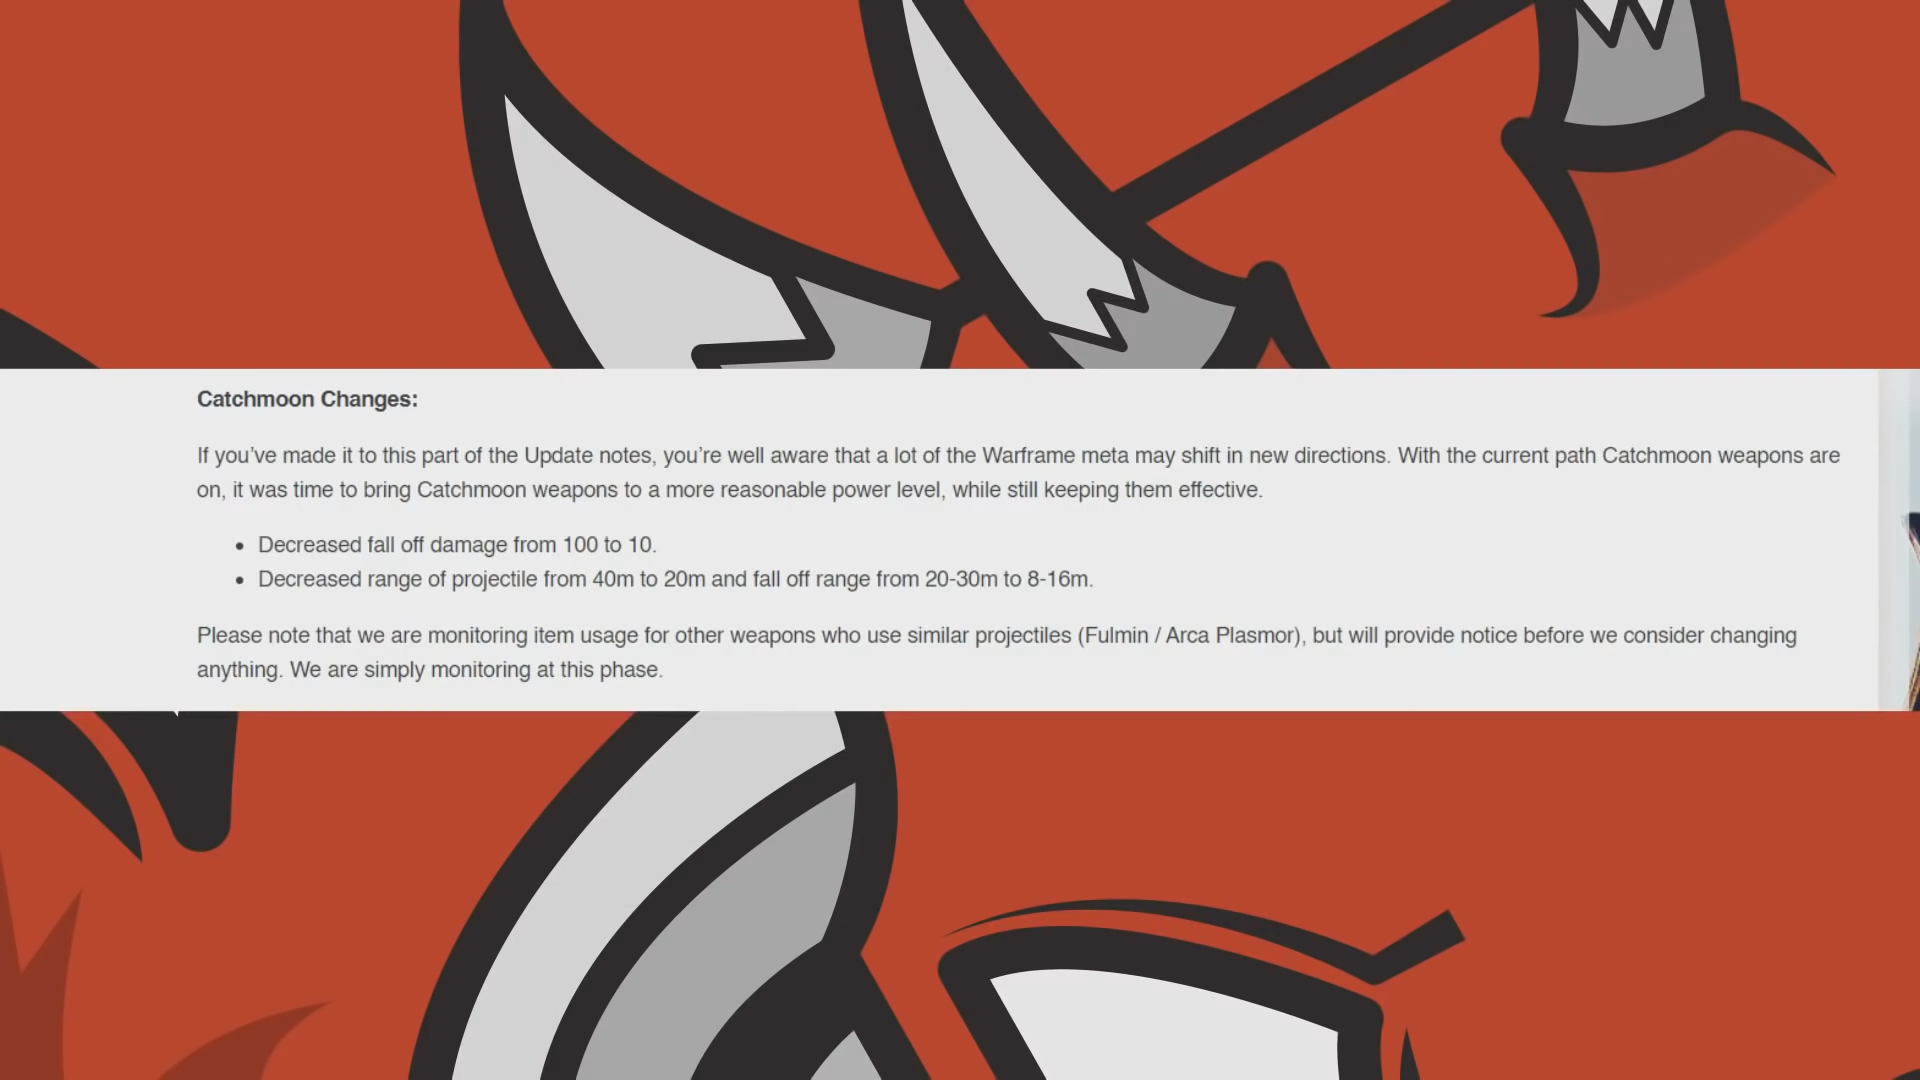 Catchmoon Changes:
If you’ve made it to this part of the Update notes, you’re well aware that a lot of the Warframe meta may shift in new directions. With the current path Catchmoon weapons are
on, it was time to bring Catchmoon weapons to a more reasonable power level, while still keeping them effective.
• Decreased fall off damage from 100 to 10.
• Decreased range of projectile from 40m to 20m and fall off range from 20-30m to 8-16m.
Please note that we are monitoring item usage for other weapons who use similar projectiles (Fulmin / Arca Plasmor), but will provide notice before we consider changing
anything. We are simply monitoring at this phase.